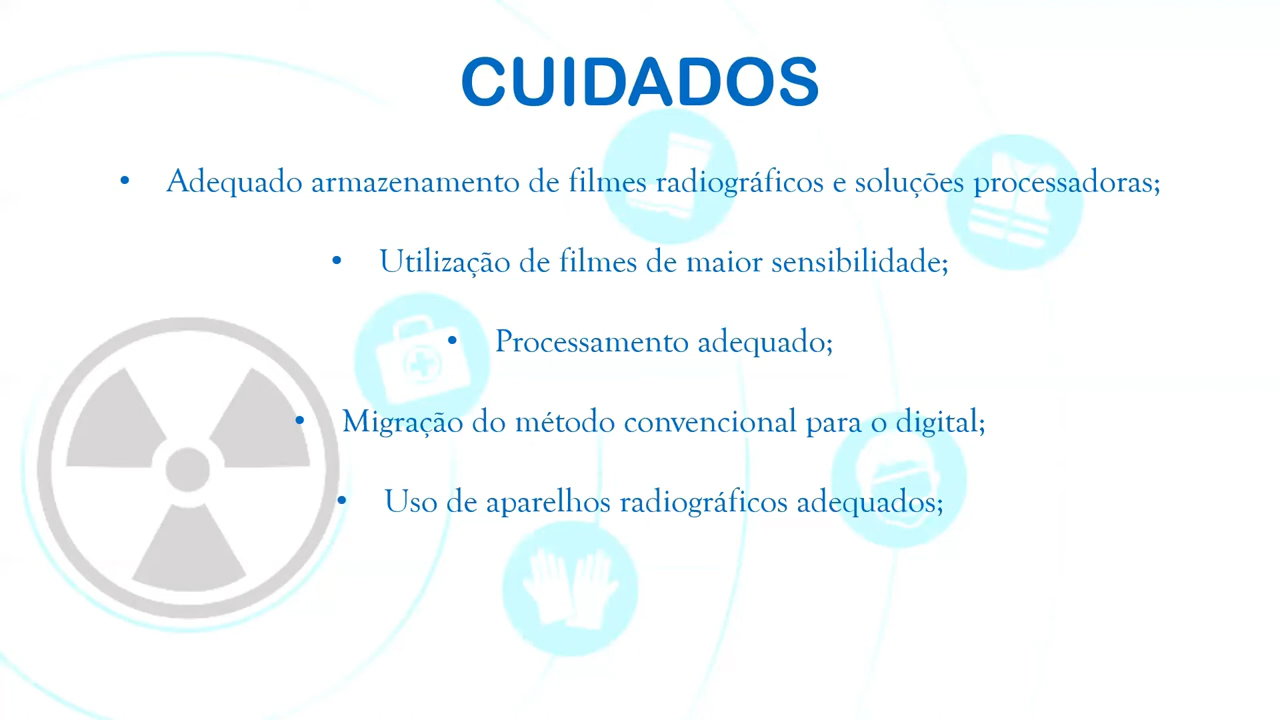 CUIDADOS
• Adequado armazenamento de filmes radiográficos e soluções processadoras;
• Utilização de filmes de maior sensibilidade;
• Processamento adequado;
• Migração do método convencional para o digital;
• Uso de aparelhos radiográficos adequados;